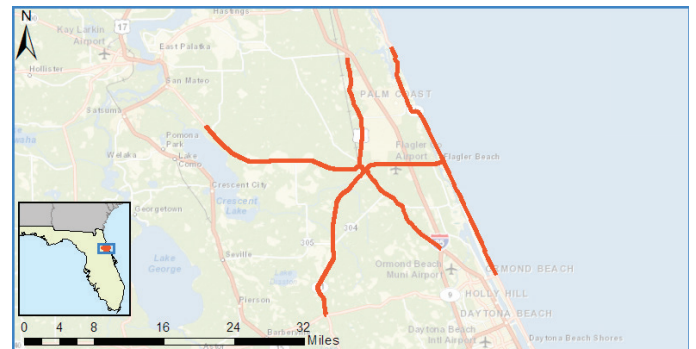 N
Hastings
Kay Larkin
Airport
17
East Palatka
Hollister
San Mateo
PALM COAST
Satsuma
Pomona
Park
Flagler
Airport
Welaka
Lake
Como
Flagler Beach
Crescent City
Crescent
Lake
Georgetown
304
305
Lake
George
Seville
Lake
Ormond Beach
Muni Airport
ORMOND BEACH
Pierson
9
HOLLY HILL
DAYTONA BEACH
Daytona Beach
Intl Airport
Daytona Beach Shores
0 4 8 16 24 32
Miles